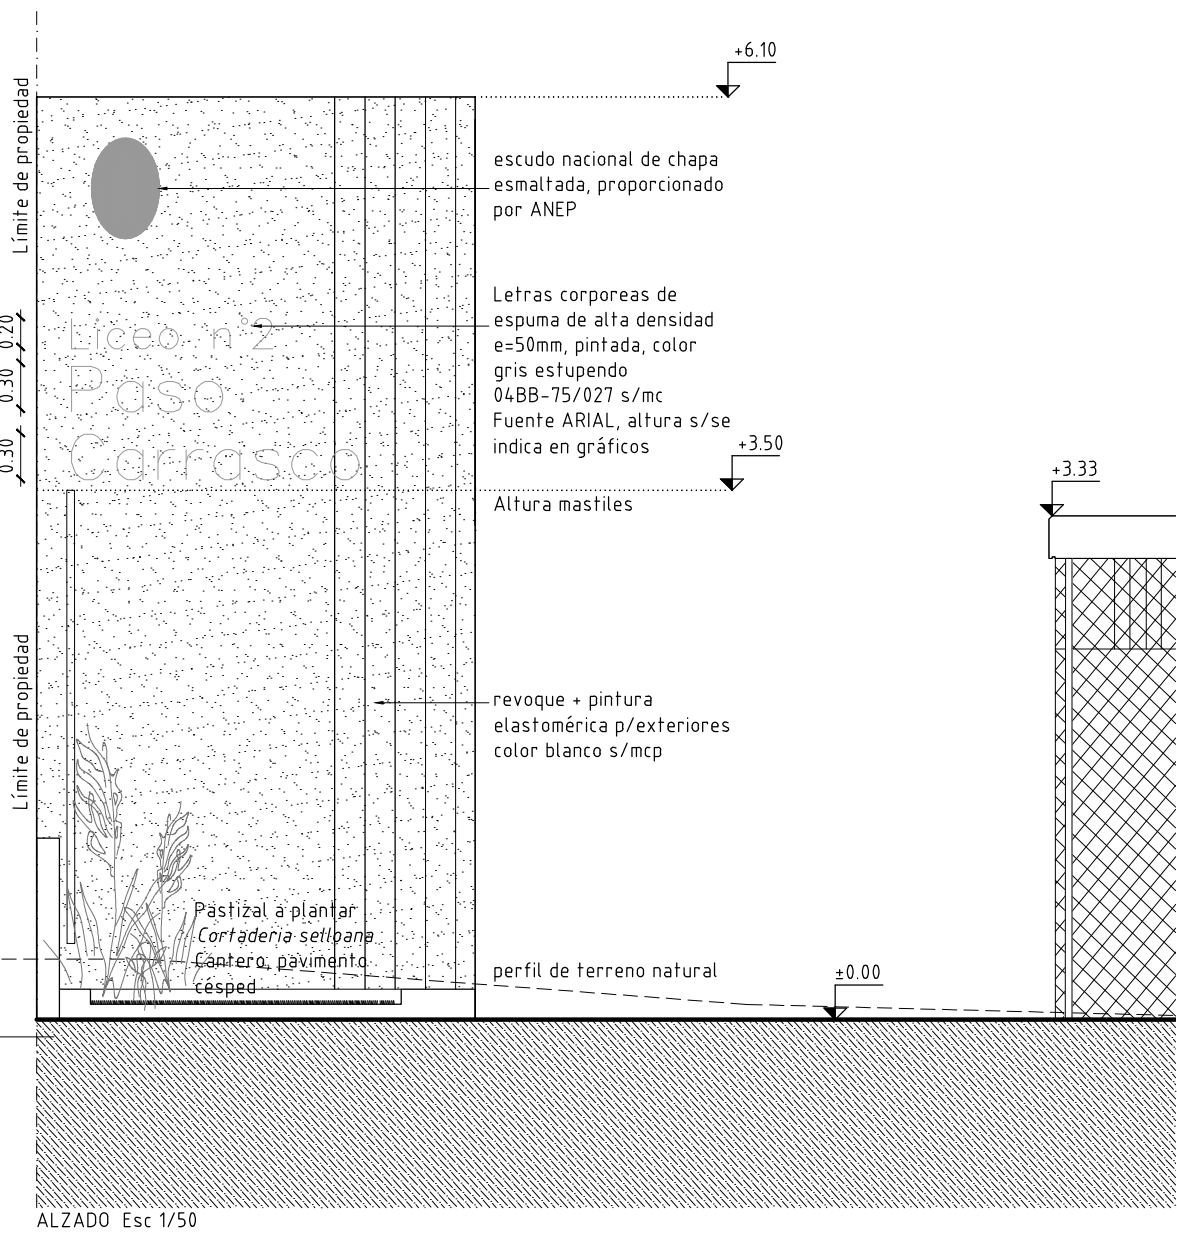 +6.10
Límite de propiedad
escudo nacional de chapa
esmaltada, proporcionado
por ANEP
Letras corporeas de
espuma de alta densidad
e=50mm, pintada, color
gris estupendo
04BB-75/027 s/mc
Fuente ARIAL, altura s/se
indica en gráficos
0.20
0.30
0.30
Liceo n°2
Paso
Carrasco
+3.50
Altura mastiles
+3.33
Límite de propiedad
revoque + pintura
elastomérica p/exteriores
color blanco s/mcp
Pastizal a plantar
Cortaderia selloana
Cantero, pavimento
césped
perfil de terreno natural
±0.00
ALZADO Esc 1/50